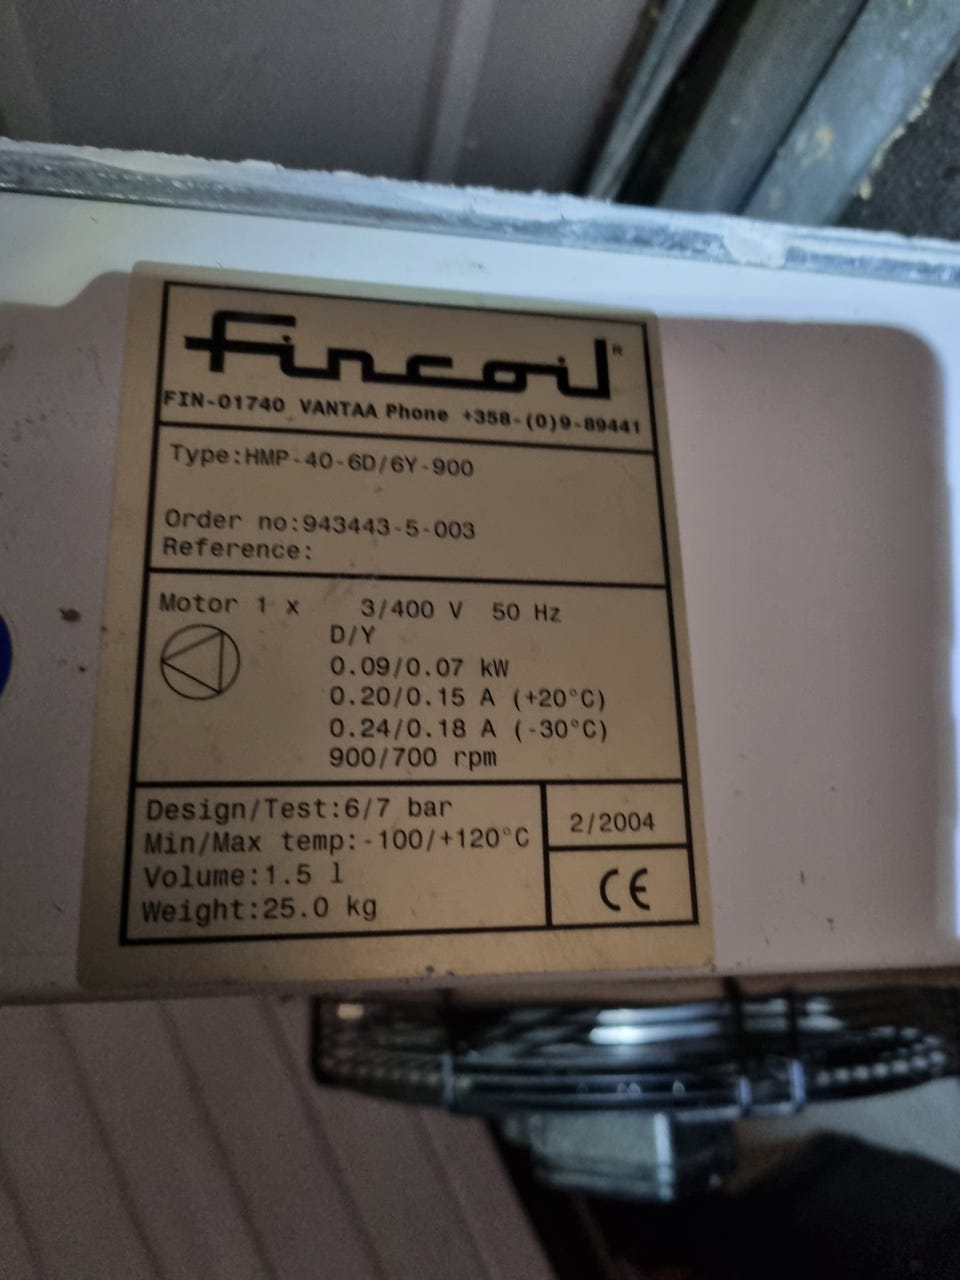 fincoil R
FIN-01740 VANTAA Phone +358-(0)9-89441
Type:HMP-40-6D/6Y-900
Order no:943443-5-003
Reference:
Motor 1 x 3/400 V 50 Hz
D/Y
0.09/0.07 kW
0.20/0.15 A (+20°C)
0.24/0.18 A (-30°C)
900/700 rpm
Design/Test:6/7 bar
Min/Max temp:-100/+120°C
Volume:1.5 l
Weight:25.0 kg
2/2004
CE